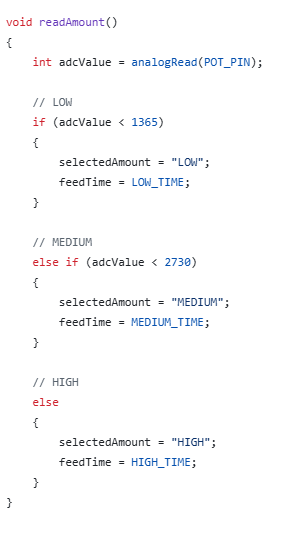 void readAmount()
{
    int adcValue = analogRead(POT_PIN);

    // LOW
    if (adcValue < 1365)
    {
        selectedAmount = "LOW";
        feedTime = LOW_TIME;
    }

    // MEDIUM
    else if (adcValue < 2730)
    {
        selectedAmount = "MEDIUM";
        feedTime = MEDIUM_TIME;
    }

    // HIGH
    else
    {
        selectedAmount = "HIGH";
        feedTime = HIGH_TIME;
    }
}